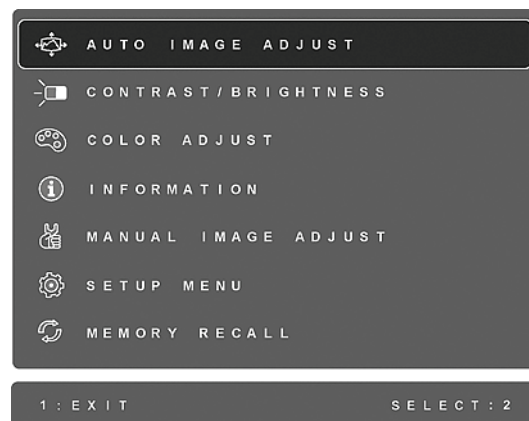 AUTO IMAGE ADJUST
CONTRAST/BRIGHTNESS
COLOR ADJUST
INFORMATION
MANUAL IMAGE ADJUST
SETUP MENU
MEMORY RECALL
1:EXIT SELECT:2